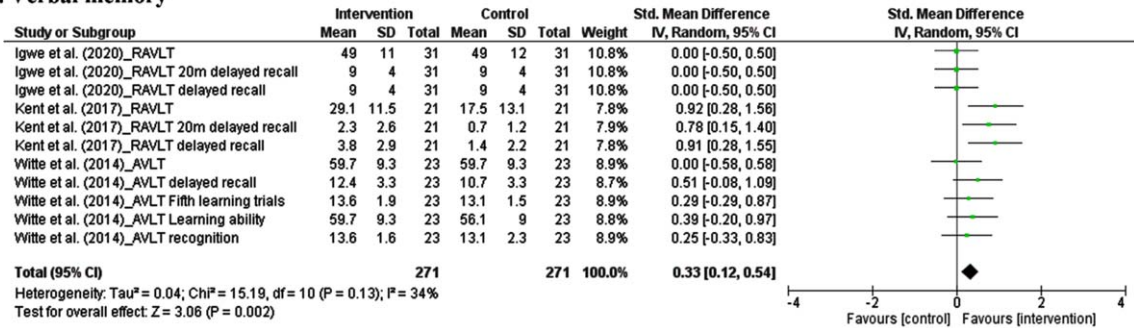 . Verbal memory
Intervention Control Std. Mean Difference Std. Mean Difference
Study or Subgroup Mean SD Total Mean SD Total Weight IV, Random, 95% CI IV, Random, 95% CI
Igwe et al. (2020)_RAVLT 49 11 31 49 12 31 10.8% 0.00 [-0.50, 0.50]
Igwe et al. (2020)_RAVLT 20m delayed recall 9 4 31 9 4 31 10.8% 0.00 [-0.50, 0.50]
Igwe et al. (2020)_RAVLT delayed recall 9 4 31 9 4 31 10.8% 0.00 [-0.50, 0.50]
Kent et al. (2017)_RAVLT 29.1 11.5 21 17.5 13.1 21 7.8% 0.92 [0.28, 1.56]
Kent et al. (2017)_RAVLT 20m delayed recall 2.3 2.6 21 0.7 1.2 21 7.9% 0.78 [0.15, 1.40]
Kent et al. (2017)_RAVLT delayed recall 3.8 2.9 21 1.4 2.2 21 7.8% 0.91 [0.28, 1.55]
Witte et al. (2014)_AVLT 59.7 9.3 23 59.7 9.3 23 8.9% 0.00 [-0.58, 0.58]
Witte et al. (2014)_AVLT delayed recall 12.4 3.3 23 10.7 3.3 23 8.7% 0.51 [-0.08, 1.09]
Witte et al. (2014)_AVLT Fifth learning trials 13.6 1.9 23 13.1 1.5 23 8.8% 0.29 [-0.29, 0.87]
Witte et al. (2014)_AVLT Learning ability 59.7 9.3 23 56.1 9 23 8.8% 0.39 [-0.20, 0.97]
Witte et al. (2014)_AVLT recognition 13.6 1.6 23 13.1 2.3 23 8.9% 0.25 [-0.33, 0.83]
Total (95% CI) 271 271 100.0% 0.33 [0.12, 0.54]
Heterogeneity: Tau² = 0.04; Chi² = 15.19, df = 10 (P = 0.13); I² = 34%
Test for overall effect: Z = 3.06 (P = 0.002)
-4 -2 0 2 4
Favours [control] Favours [intervention]